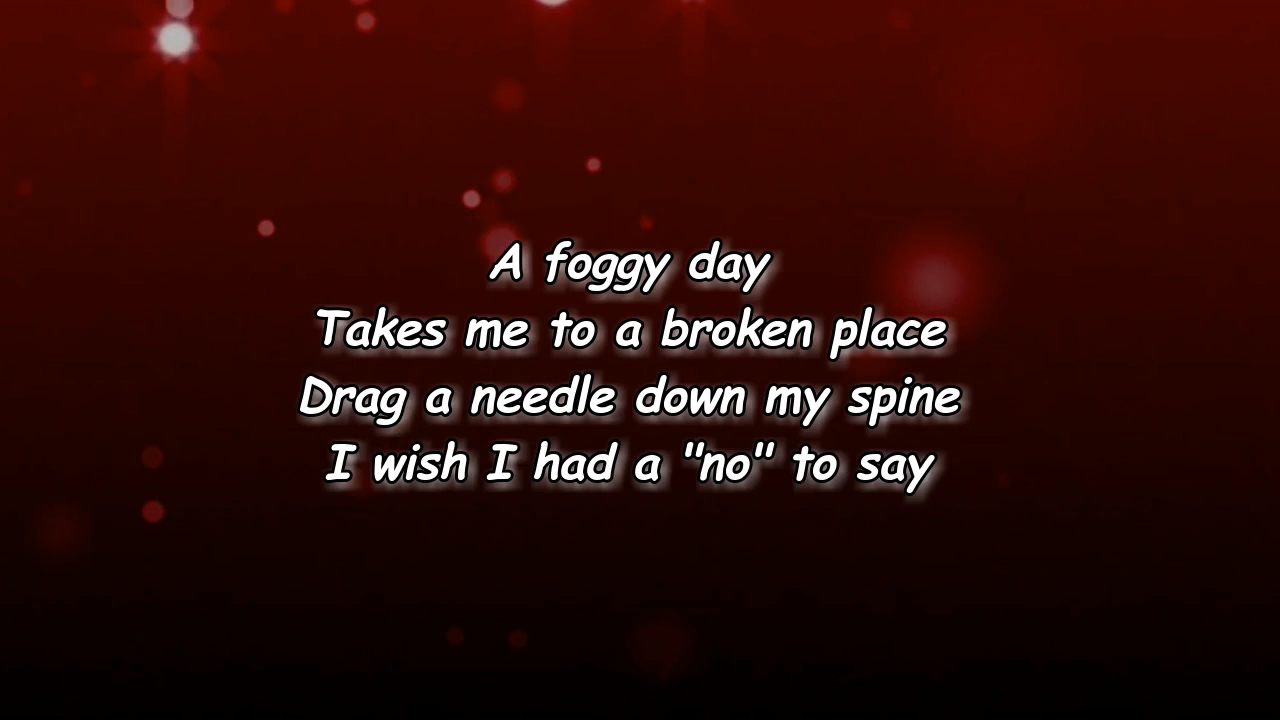 A foggy day
Takes me to a broken place
Drag a needle down my spine
I wish I had a "no" to say